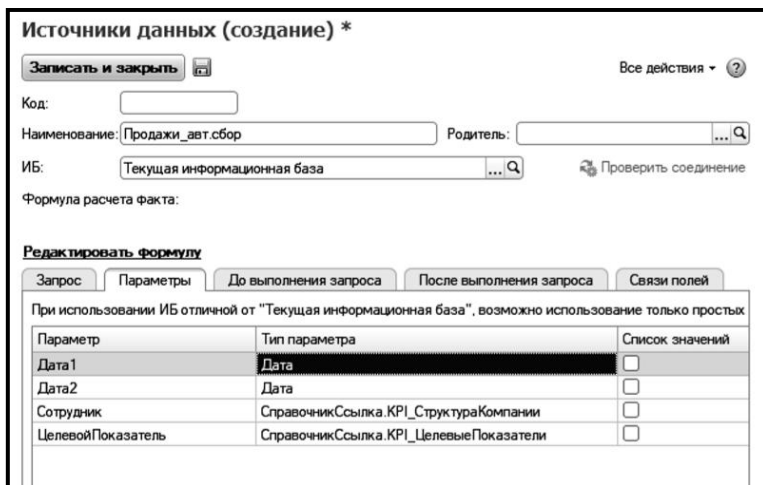 Источники данных (создание) *
Записать и закрыть Все действия ?
Код:
Наименование: Продажи_авт.сбор Родитель: ...
ИБ: Текущая информационная база ... Проверить соединение
Формула расчета факта:
Редактировать формулу
Запрос Параметры До выполнения запроса После выполнения запроса Связи полей
При использовании ИБ отличной от "Текущая информационная база", возможно использование только простых
Параметр Тип параметра Список значений
Дата1 Дата
Дата2 Дата
Сотрудник СправочникСсылка.KPI_СтруктураКомпании
ЦелевойПоказатель СправочникСсылка.KPI_ЦелевыеПоказатели